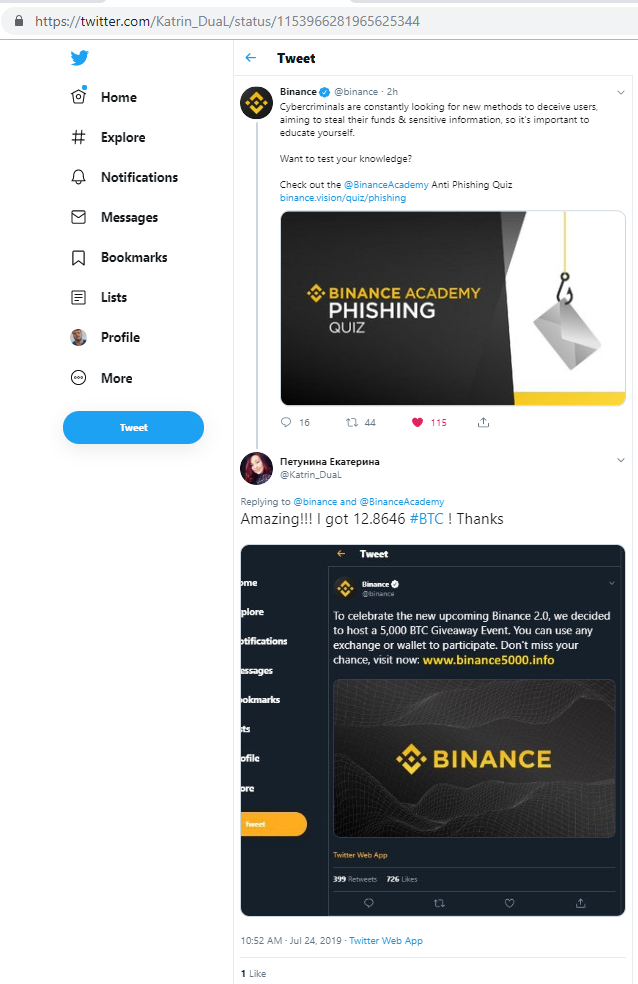 https://twitter.com/Katrin_DuaL/status/1153966281965625344
Home
Explore
Notifications
Messages
Bookmarks
Lists
Profile
More
Tweet
Tweet
Binance @binance · 2h
Cybercriminals are constantly looking for new methods to deceive users,
aiming to steal their funds & sensitive information, so it's important to
educate yourself.
Want to test your knowledge?
Check out the @BinanceAcademy Anti Phishing Quiz
binance.vision/quiz/phishing
BINANCE ACADEMY
PHISHING
QUIZ
16 44 115
Петунина Екатерина
@Katrin_DuaL
Replying to @binance and @BinanceAcademy
Amazing!!! I got 12.8646 #BTC ! Thanks
ome
plore
otifications
essages
ookmarks
sts
ofile
ore
Tweet
Tweet
Binance
@binance
To celebrate the new upcoming Binance 2.0, we decided
to host a 5,000 BTC Giveaway Event. You can use any
exchange or wallet to participate. Don't miss your
chance, visit now: www.binance5000.info
BINANCE
Twitter Web App
399 Retweets 726 Likes
10:52 AM · Jul 24, 2019 · Twitter Web App
1 Like